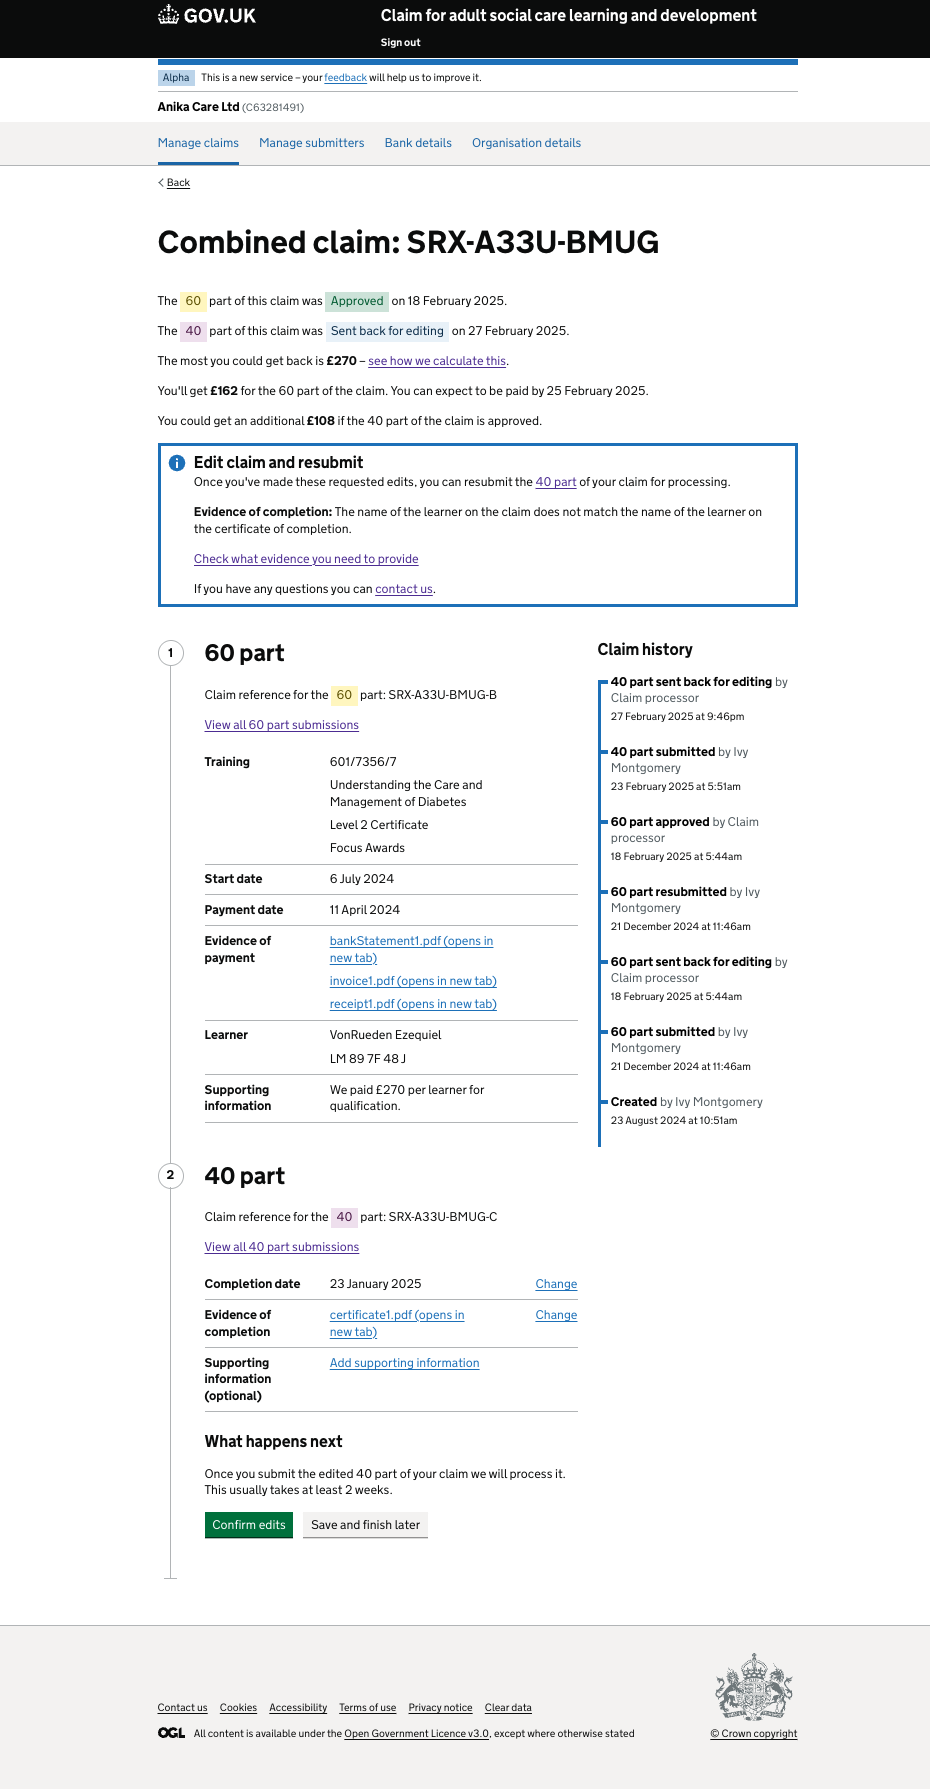 GOV.UK
Claim for adult social care learning and development
Sign out
Alpha This is a new service – your feedback will help us to improve it.
Anika Care Ltd (C63281491)
Manage claims Manage submitters Bank details Organisation details
Back
Combined claim: SRX-A33U-BMUG
The 60 part of this claim was Approved on 18 February 2025.
The 40 part of this claim was Sent back for editing on 27 February 2025.
The most you could get back is £270 – see how we calculate this.
You'll get £162 for the 60 part of the claim. You can expect to be paid by 25 February 2025.
You could get an additional £108 if the 40 part of the claim is approved.
Edit claim and resubmit
Once you've made these requested edits, you can resubmit the 40 part of your claim for processing.
Evidence of completion: The name of the learner on the claim does not match the name of the learner on
the certificate of completion.
Check what evidence you need to provide
If you have any questions you can contact us.
1
60 part
Claim reference for the 60 part: SRX-A33U-BMUG-B
View all 60 part submissions
Training 601/7356/7
Understanding the Care and
Management of Diabetes
Level 2 Certificate
Focus Awards
Start date 6 July 2024
Payment date 11 April 2024
Evidence of
payment
bankStatement1.pdf (opens in
new tab)
invoice1.pdf (opens in new tab)
receipt1.pdf (opens in new tab)
Learner VonRueden Ezequiel
LM 89 7F 48 J
Supporting
information
We paid £270 per learner for
qualification.
Claim history
40 part sent back for editing by
Claim processor
27 February 2025 at 9:46pm
40 part submitted by Ivy
Montgomery
23 February 2025 at 5:51am
60 part approved by Claim
processor
18 February 2025 at 5:44am
60 part resubmitted by Ivy
Montgomery
21 December 2024 at 11:46am
60 part sent back for editing by
Claim processor
18 February 2025 at 5:44am
60 part submitted by Ivy
Montgomery
21 December 2024 at 11:46am
Created by Ivy Montgomery
23 August 2024 at 10:51am
2
40 part
Claim reference for the 40 part: SRX-A33U-BMUG-C
View all 40 part submissions
Completion date 23 January 2025 Change
Evidence of
completion
certificate1.pdf (opens in
new tab)
Change
Supporting
information
(optional)
Add supporting information
What happens next
Once you submit the edited 40 part of your claim we will process it.
This usually takes at least 2 weeks.
Confirm edits Save and finish later
Contact us Cookies Accessibility Terms of use Privacy notice Clear data
OGL All content is available under the Open Government Licence v3.0, except where otherwise stated
© Crown copyright